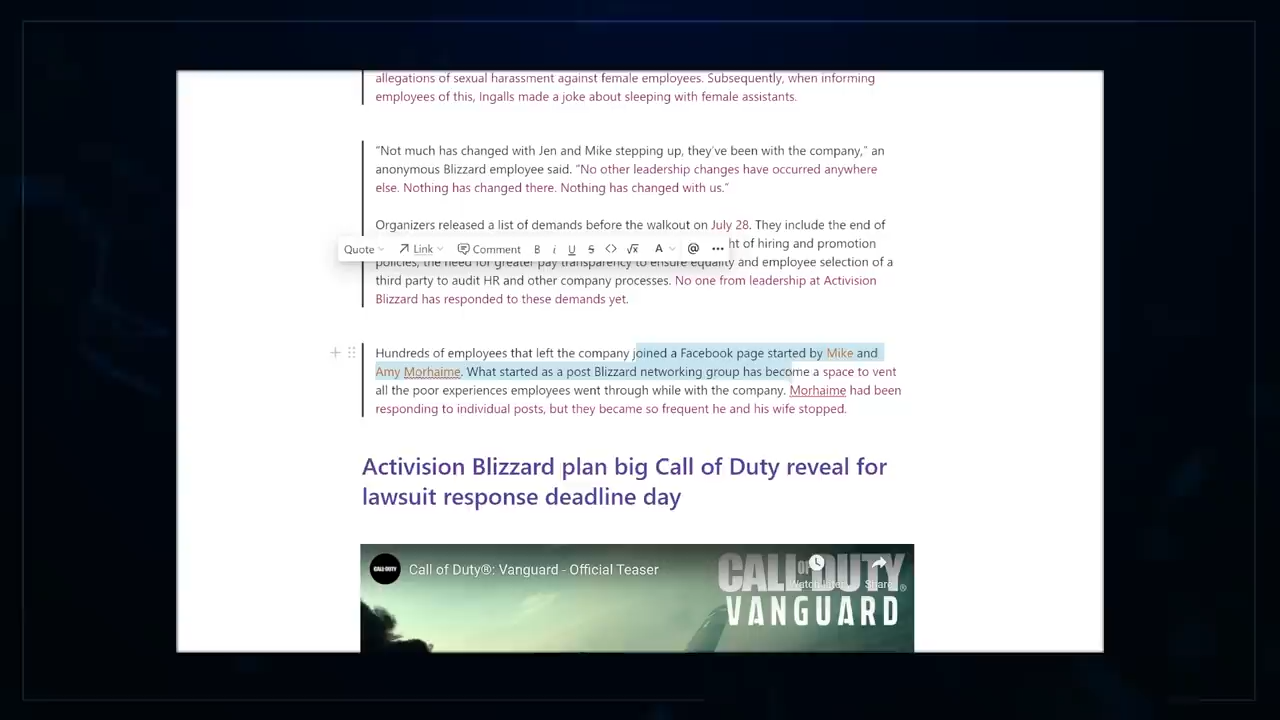 allegations of sexual harassment against female employees. Subsequently, when informing
employees of this, Ingalls made a joke about sleeping with female assistants.
"Not much has changed with Jen and Mike stepping up, they've been with the company," an
anonymous Blizzard employee said. "No other leadership changes have occurred anywhere
else. Nothing has changed there. Nothing has changed with us."
Organizers released a list of demands before the walkout on July 28. They include the end of
ht of hiring and promotion
Quote Link Comment B i U S <> √x A @ •••
policies, the need for greater pay transparency to ensure equality and employee selection of a
third party to audit HR and other company processes. No one from leadership at Activision
Blizzard has responded to these demands yet.
Hundreds of employees that left the company joined a Facebook page started by Mike and
Amy Morhaime. What started as a post Blizzard networking group has become a space to vent
all the poor experiences employees went through while with the company. Morhaime had been
responding to individual posts, but they became so frequent he and his wife stopped.
Activision Blizzard plan big Call of Duty reveal for
lawsuit response deadline day
CALL OF DUTY
Call of Duty®: Vanguard - Official Teaser
CALL OF DUTY®
Watch later Share
VANGUARD